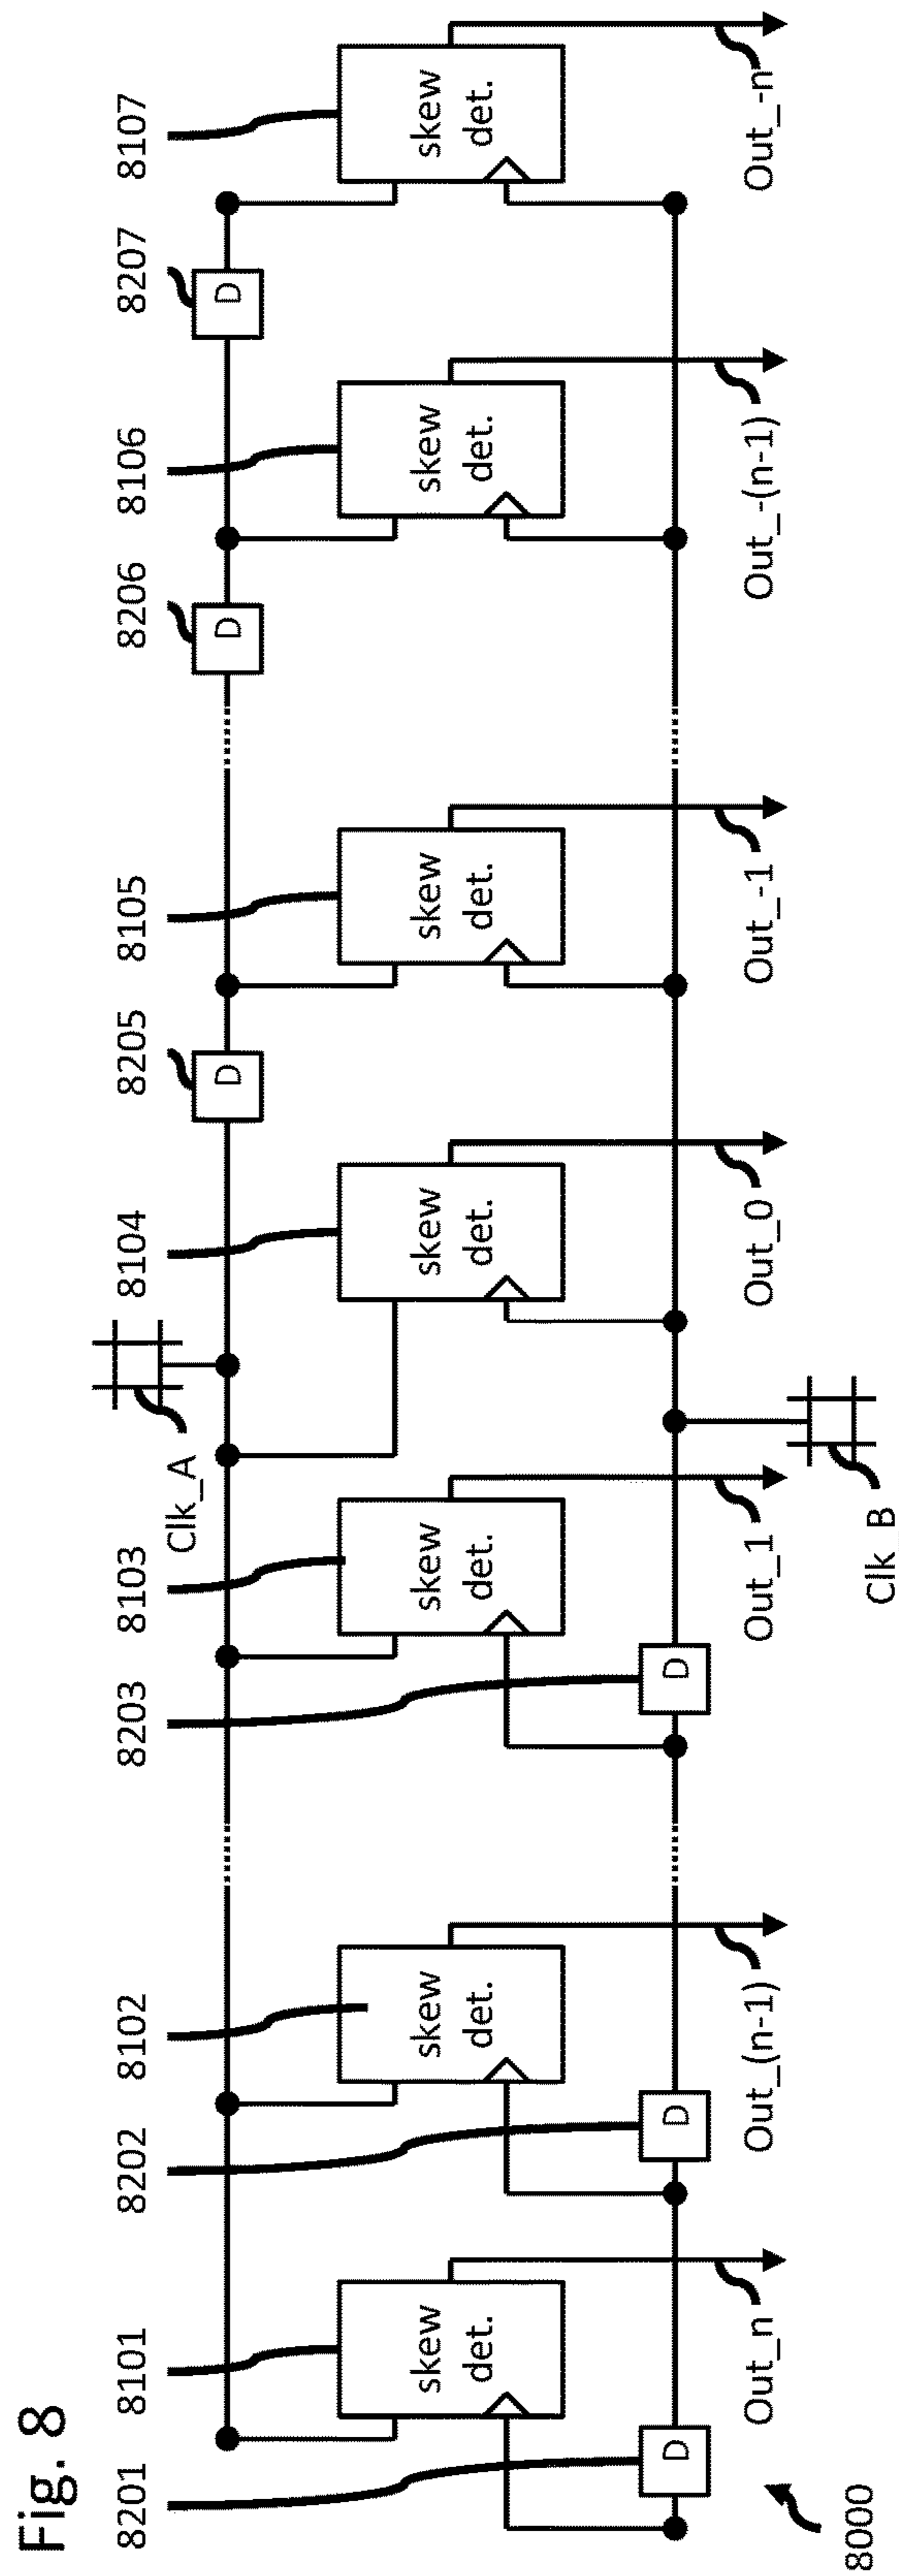 Fig. 8
8201
8101
8202
8102
8203
8103
8104
8205
8105
8206
8106
8207
8107
Clk_A
D
D
D
skew
det.
skew
det.
skew
det.
skew
det.
skew
det.
skew
det.
skew
det.
D
D
D
Out_n
Out_(n-1)
Out_1
Out_0
Out_-1
Out_-(n-1)
Out_-n
8000
Clk_B